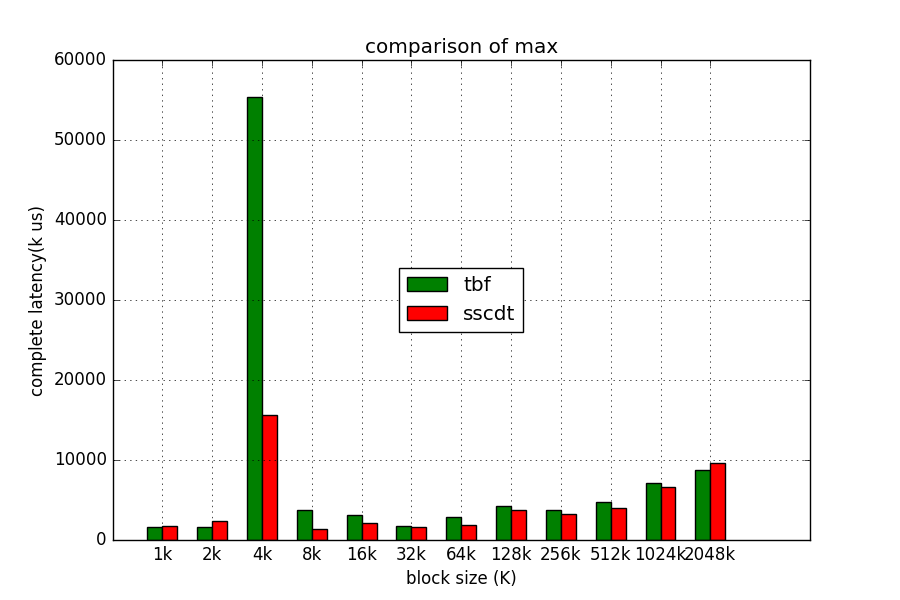 comparison of max
60000
50000
40000
30000
20000
10000
0
complete latency(k us)
tbf
sscdt
1k 2k 4k 8k 16k 32k 64k 128k 256k 512k 1024k 2048k
block size (K)